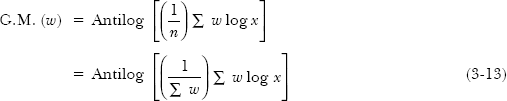 G.M. (w) = Antilog [(1/n) ∑ w log x]
= Antilog [(1/∑ w) ∑ w log x] (3-13)